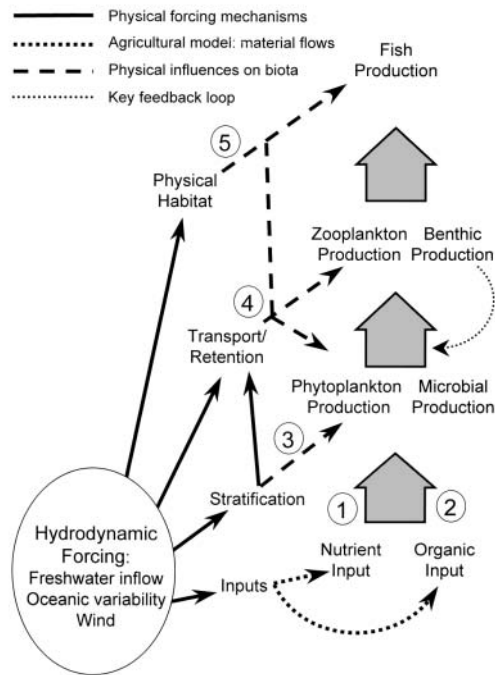 Physical forcing mechanisms
Agricultural model: material flows
Physical influences on biota
Key feedback loop
Fish
Production
5
Physical
Habitat
Zooplankton
Production
Benthic
Production
4
Transport/
Retention
Phytoplankton
Production
Microbial
Production
3
Stratification
1
2
Hydrodynamic
Forcing:
Freshwater inflow
Oceanic variability
Wind
Inputs
Nutrient
Input
Organic
Input